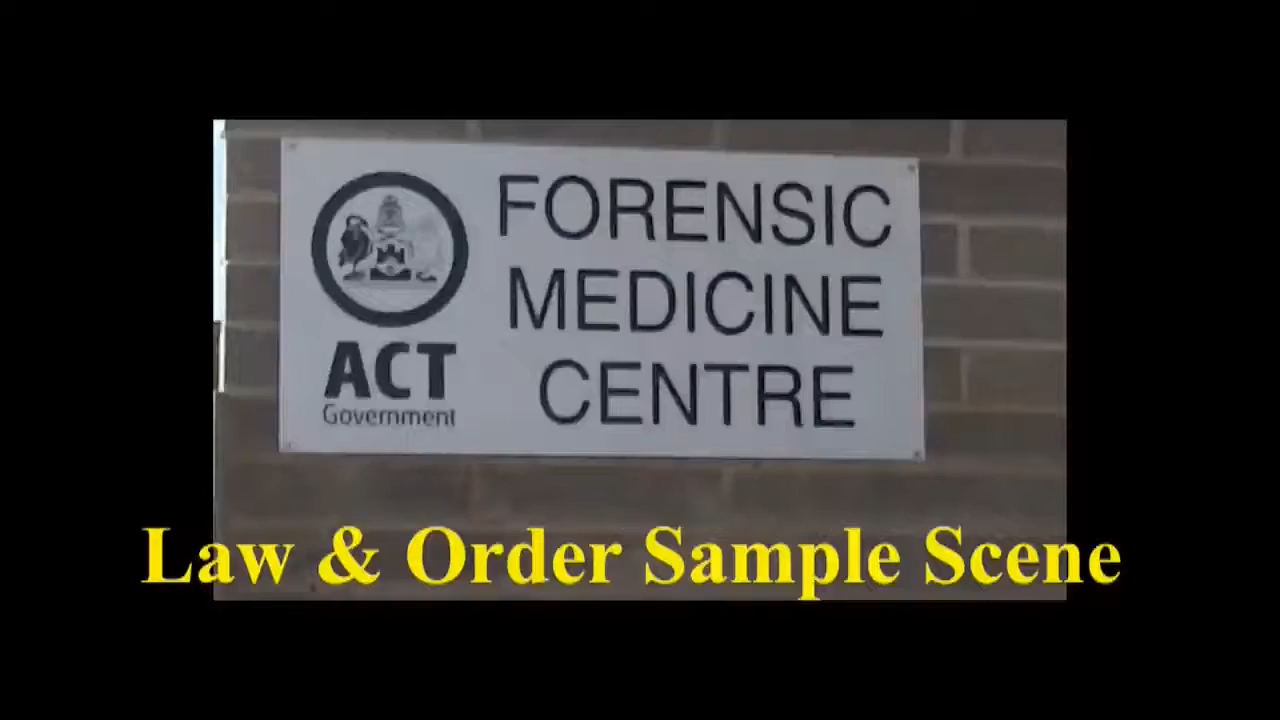 FORENSIC
MEDICINE
CENTRE
ACT
Government
Law & Order Sample Scene